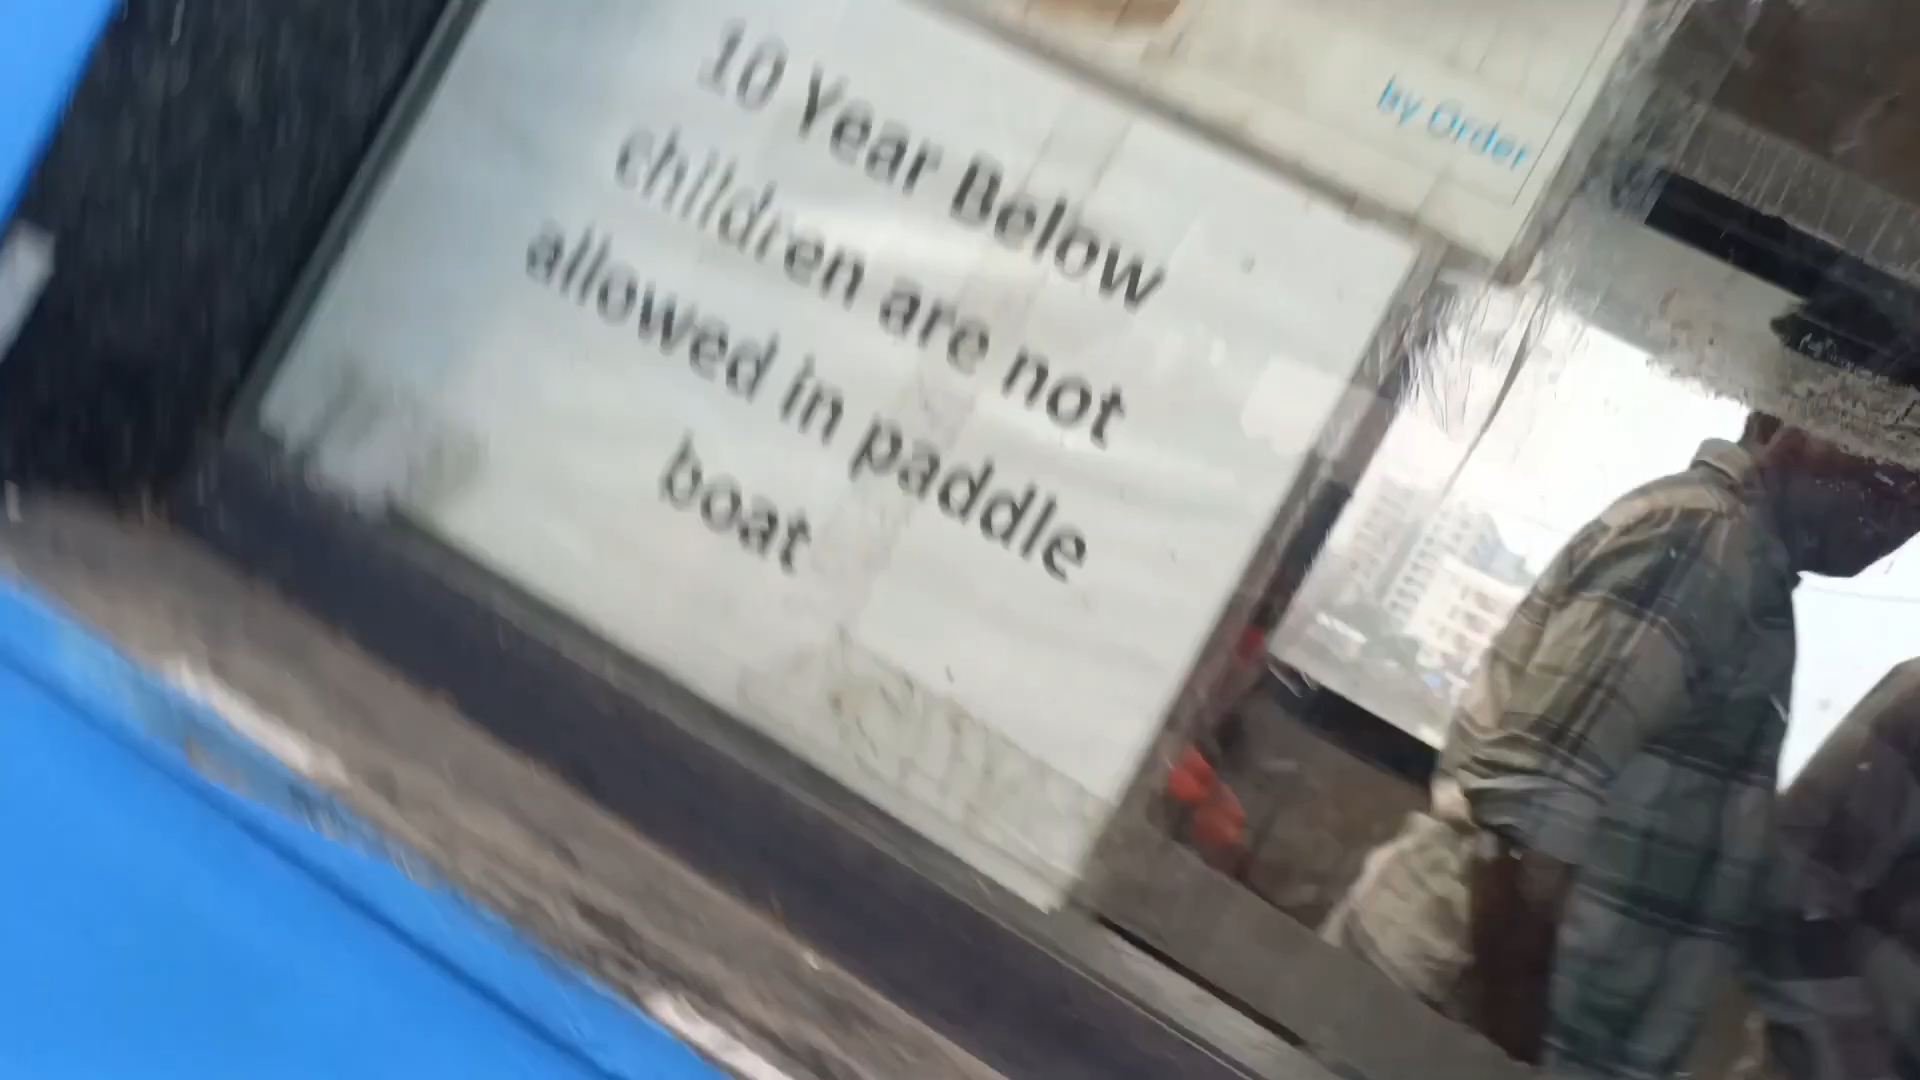 by Order
10 Year Below
children are not
allowed in paddle
boat